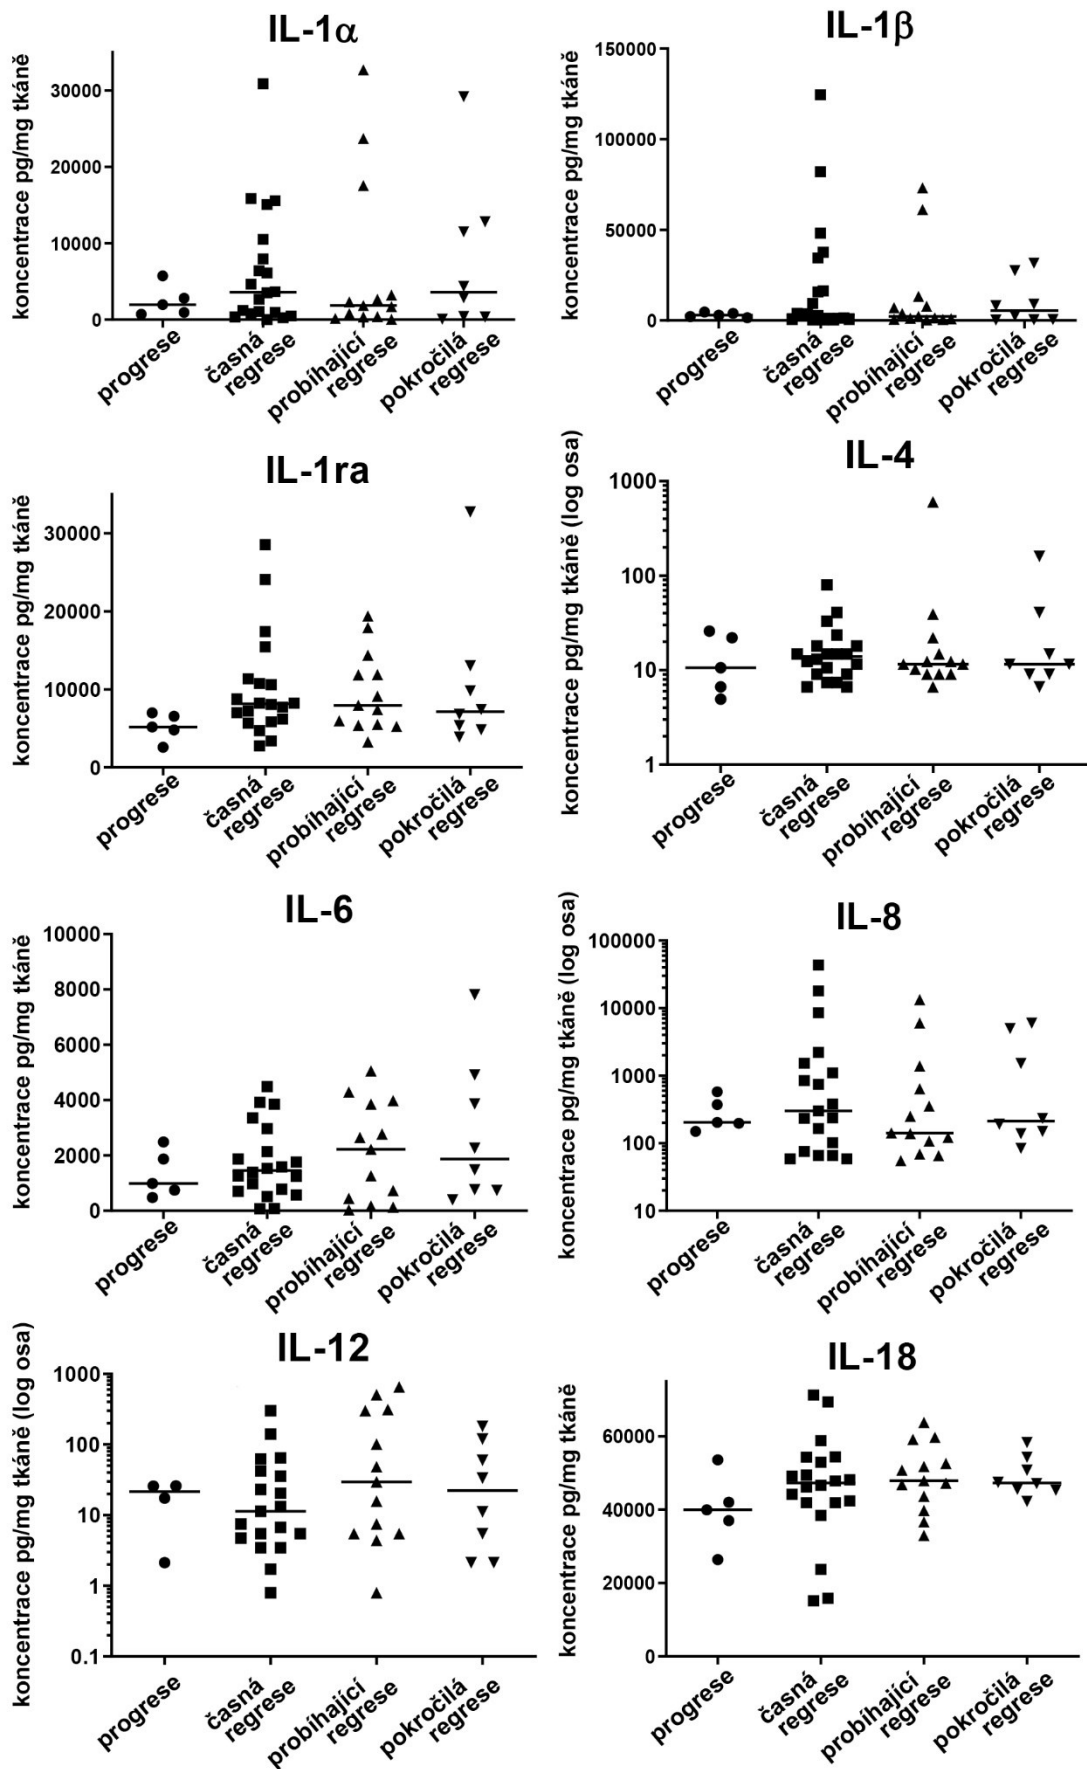 IL-1α
koncentrace pg/mg tkáně
30000
20000
10000
0
progrese
časná
regrese
probíhající
regrese
pokročilá
regrese
IL-1β
koncentrace pg/mg tkáně
150000
100000
50000
0
progrese
časná
regrese
probíhající
regrese
pokročilá
regrese
IL-1ra
koncentrace pg/mg tkáně
30000
20000
10000
0
progrese
časná
regrese
probíhající
regrese
pokročilá
regrese
IL-4
koncentrace pg/mg tkáně (log osa)
1000
100
10
1
progrese
časná
regrese
probíhající
regrese
pokročilá
regrese
IL-6
koncentrace pg/mg tkáně
10000
8000
6000
4000
2000
0
progrese
časná
regrese
probíhající
regrese
pokročilá
regrese
IL-8
koncentrace pg/mg tkáně (log osa)
100000
10000
1000
100
10
progrese
časná
regrese
probíhající
regrese
pokročilá
regrese
IL-12
koncentrace pg/mg tkáně (log osa)
1000
100
10
1
0.1
progrese
časná
regrese
probíhající
regrese
pokročilá
regrese
IL-18
koncentrace pg/mg tkáně
60000
40000
20000
0
progrese
časná
regrese
probíhající
regrese
pokročilá
regrese